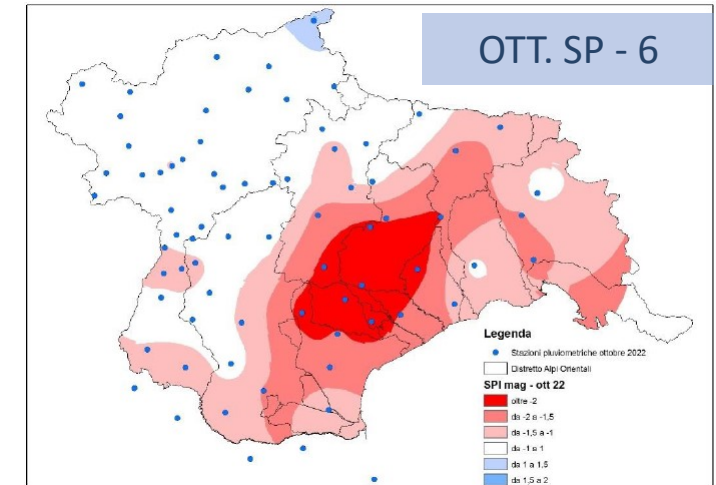 OTT. SP - 6
Legenda
Stazioni pluviometriche ottobre 2022
Distretto Alpi Orientali
SPI mag - ott 22
oltre -2
da -2 a -1,5
da -1,5 a -1
da -1 a 1
da 1 a 1,5
da 1,5 a 2